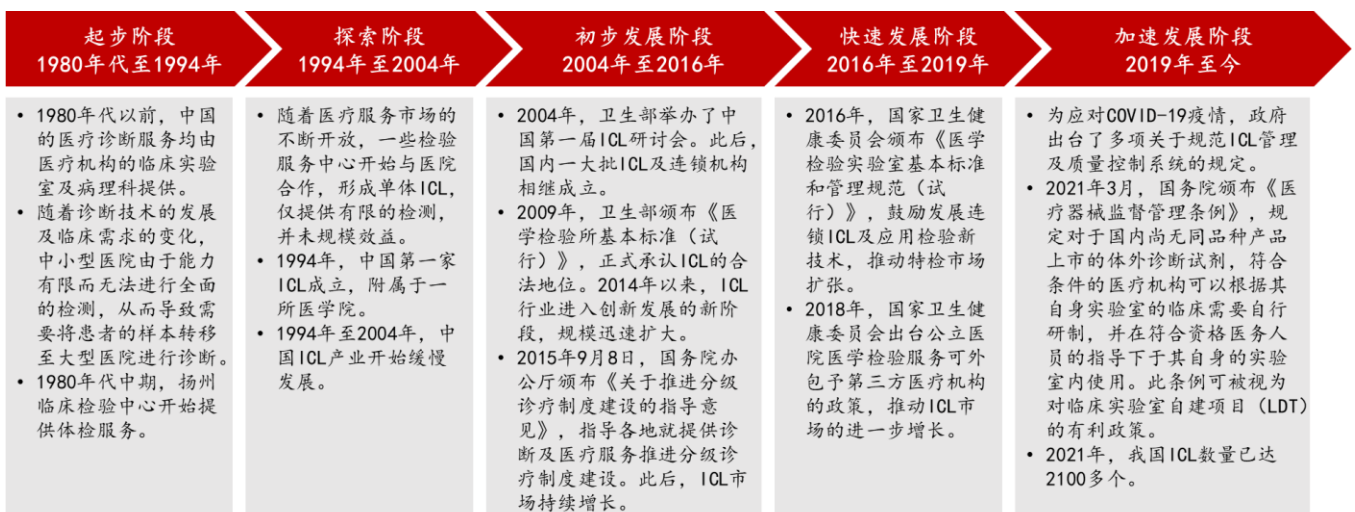 起步阶段
1980年代至1994年
探索阶段
1994年至2004年
初步发展阶段
2004年至2016年
快速发展阶段
2016年至2019年
加速发展阶段
2019年至今
• 1980年代以前，中国
的医疗诊断服务均由
医疗机构的临床实验
室及病理科提供。
• 随着诊断技术的发展
及临床需求的变化，
中小型医院由于能力
有限而无法进行全面
的检测，从而导致需
要将患者的样本转移
至大型医院进行诊断。
• 1980年代中期，扬州
临床检验中心开始提
供体检服务。
• 随着医疗服务市场的
不断开放，一些检验
服务中心开始与医院
合作，形成单体ICL，
仅提供有限的检测，
并未规模效益。
• 1994年，中国第一家
ICL成立，附属于一
所医学院。
• 1994年至2004年，中
国ICL产业开始缓慢
发展。
• 2004年，卫生部举办了中
国第一届ICL研讨会。此后，
国内一大批ICL及连锁机构
相继成立。
• 2009年，卫生部颁布《医
学检验所基本标准（试
行）》，正式承认ICL的合
法地位。2014年以来，ICL
行业进入创新发展的新阶
段，规模迅速扩大。
• 2015年9月8日，国务院办
公厅颁布《关于推进分级
诊疗制度建设的指导意
见》，指导各地就提供诊
断及医疗服务推进分级诊
疗制度建设。此后，ICL市
场持续增长。
• 2016年，国家卫生健
康委员会颁布《医学
检验实验室基本标准
和管理规范（试
行）》，鼓励发展连
锁ICL及应用检验新
技术，推动特检市场
扩张。
• 2018年，国家卫生健
康委员会出台公立医
院医学检验服务可外
包予第三方医疗机构
的政策，推动ICL市
场的进一步增长。
• 为应对COVID-19疫情，政府
出台了多项关于规范ICL管理
及质量控制系统的规定。
• 2021年3月，国务院颁布《医
疗器械监督管理条例》，规
定对于国内尚无同品种产品
上市的体外诊断试剂，符合
条件的医疗机构可以根据其
自身实验室的临床需要自行
研制，并在符合资格医务人
员的指导下于其自身的实验
室内使用。此条例可被视为
对临床实验室自建项目（LDT）
的有利政策。
• 2021年，我国ICL数量已达
2100多个。